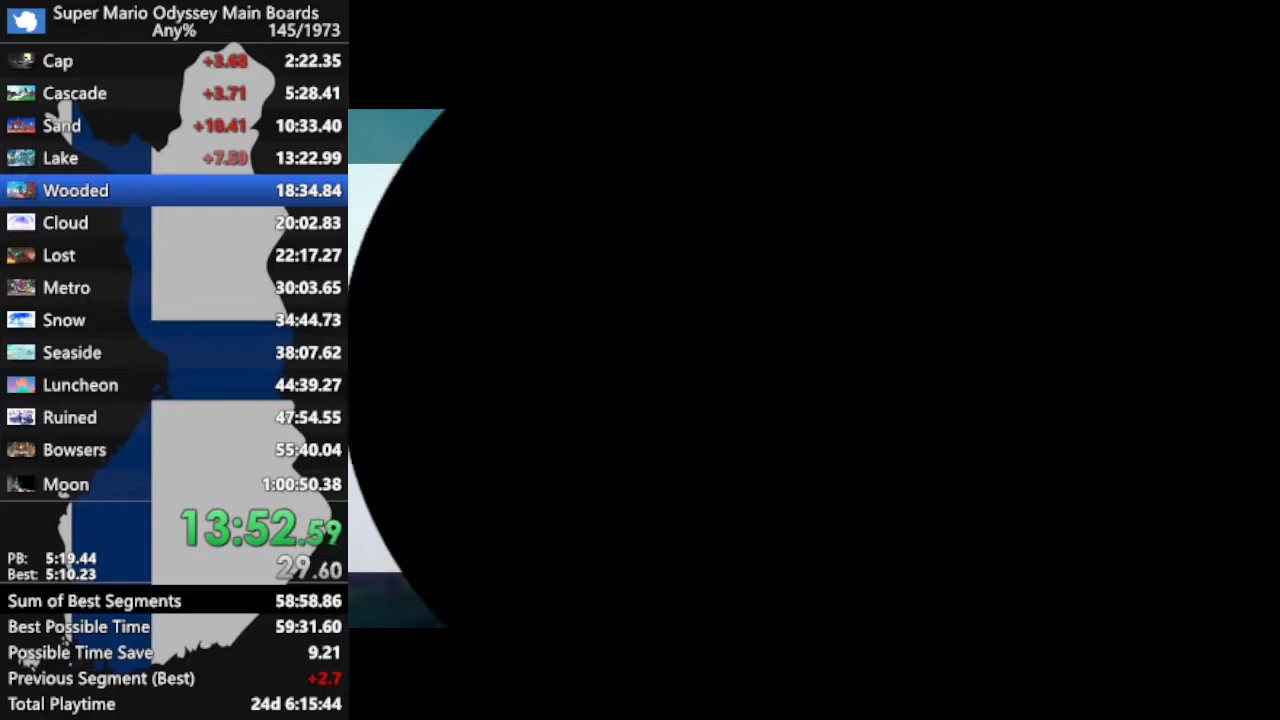 Super Mario Odyssey Main Boards
Any% 145/1973
Cap +3.68 2:22.35
Cascade +3.71 5:28.41
Sand +10.41 10:33.40
Lake +7.59 13:22.99
Wooded 18:34.84
Cloud 20:02.83
Lost 22:17.27
Metro 30:03.65
Snow 34:44.73
Seaside 38:07.62
Luncheon 44:39.27
Ruined 47:54.55
Bowsers 55:40.04
Moon 1:00:50.38
13:52.59
PB: 5:19.44
Best: 5:10.23 29.60
Sum of Best Segments 58:58.86
Best Possible Time 59:31.60
Possible Time Save 9.21
Previous Segment (Best) +2.7
Total Playtime 24d 6:15:44